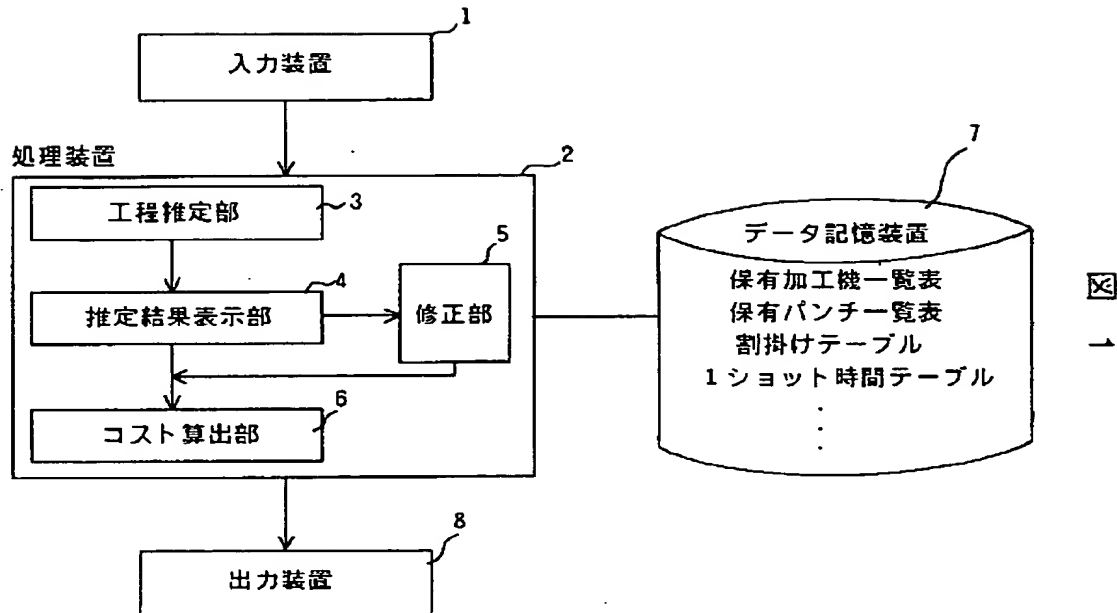 1
入力装置
処理装置
2
工程推定部
3
推定結果表示部
4
修正部
5
コスト算出部
6
7
データ記憶装置
保有加工機一覧表
保有パンチ一覧表
割掛けテーブル
1ショット時間テーブル
・
・
・
8
出力装置
図1